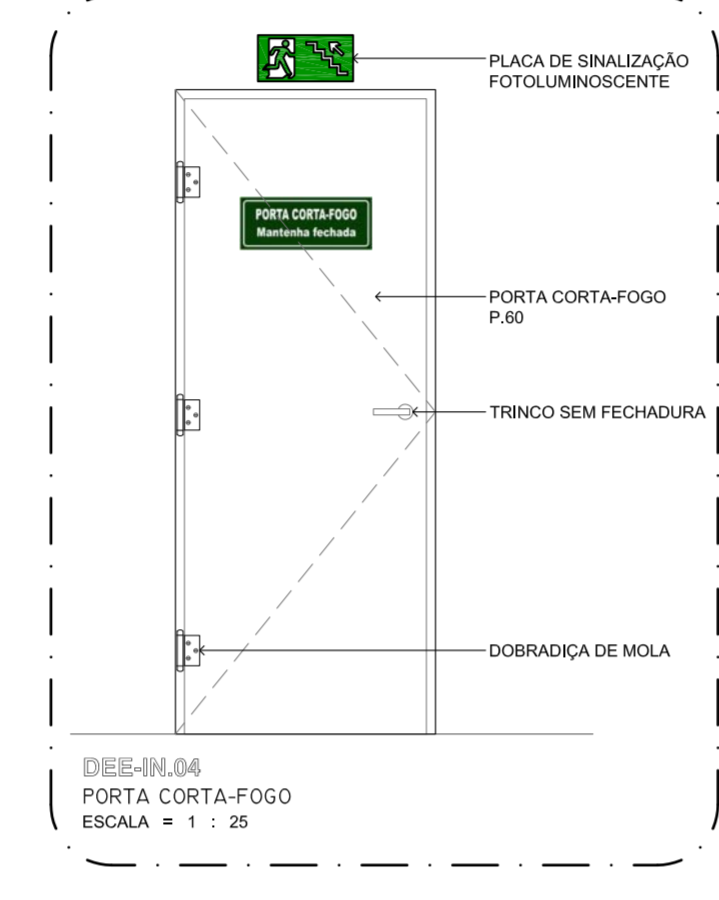 PLACA DE SINALIZAÇÃO
FOTOLUMINOSCENTE
PORTA CORTA-FOGO
Mantenha fechada
PORTA CORTA-FOGO
P.60
TRINCO SEM FECHADURA
DOBRADIÇA DE MOLA
DEE-IN.04
PORTA CORTA-FOGO
ESCALA = 1 : 25